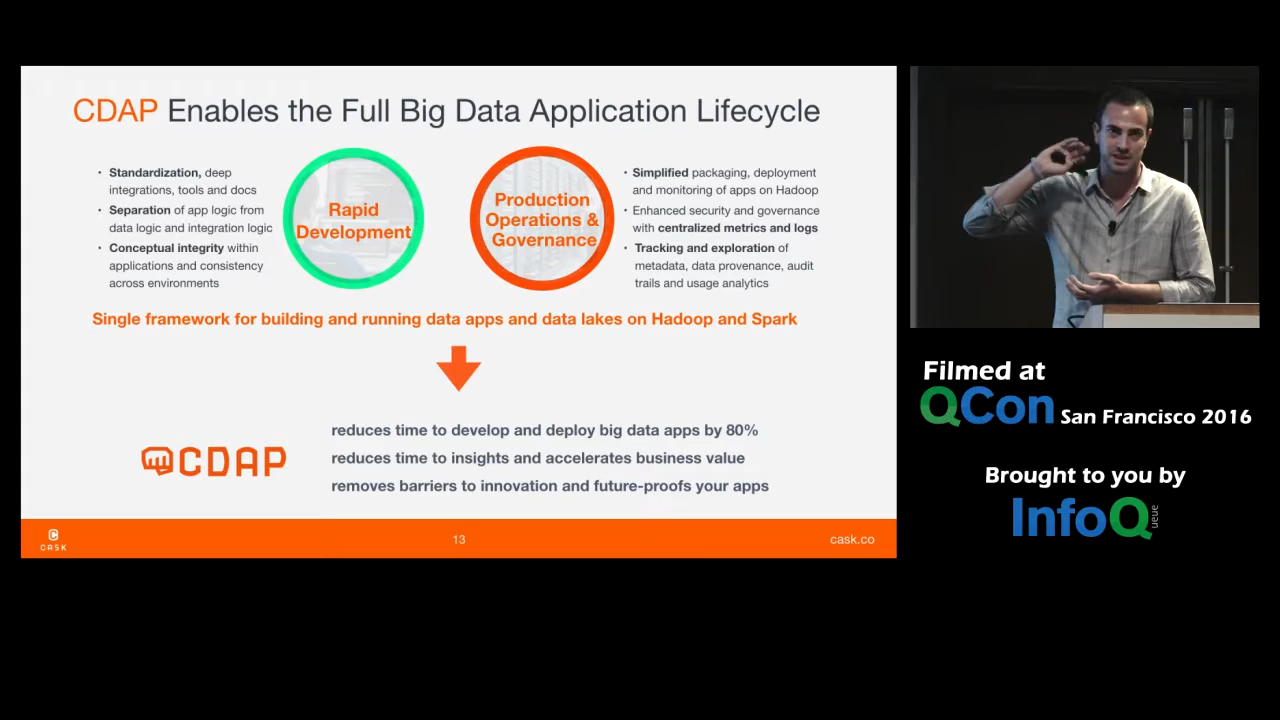 CDAP Enables the Full Big Data Application Lifecycle
• Standardization, deep
integrations, tools and docs
• Separation of app logic from
data logic and integration logic
• Conceptual integrity within
applications and consistency
across environments
Rapid
Development
Production
Operations &
Governance
• Simplified packaging, deployment
and monitoring of apps on Hadoop
• Enhanced security and governance
with centralized metrics and logs
• Tracking and exploration of
metadata, data provenance, audit
trails and usage analytics
Single framework for building and running data apps and data lakes on Hadoop and Spark
CDAP
reduces time to develop and deploy big data apps by 80%
reduces time to insights and accelerates business value
removes barriers to innovation and future-proofs your apps
CASK
13
cask.co
Filmed at
QCon San Francisco 2016
Brought to you by
InfoQueue